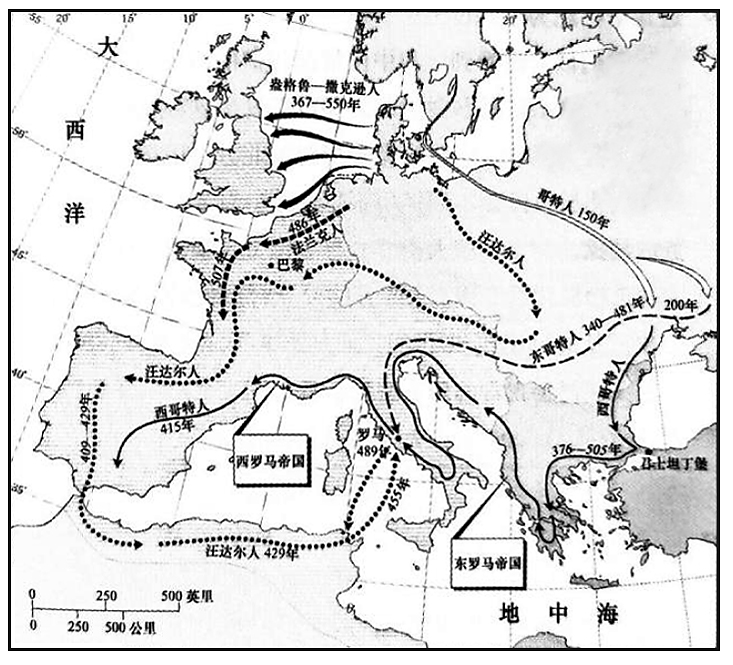 25°
15°
5°
0°
20°
55°
50°
45°
40°
35°
大
西
洋
盎格鲁—撒克逊人
367—550年
哥特人 150年
汪达尔人
486年
法兰克人
507年
巴黎
200年
东哥特人 340—481年
汪达尔人
西哥特人
西哥特人
415年
409—429年
罗马
489年
376—505年
君士坦丁堡
西罗马帝国
455年
汪达尔人 429年
东罗马帝国
地中海
0 250 500 英里
0 250 500 公里